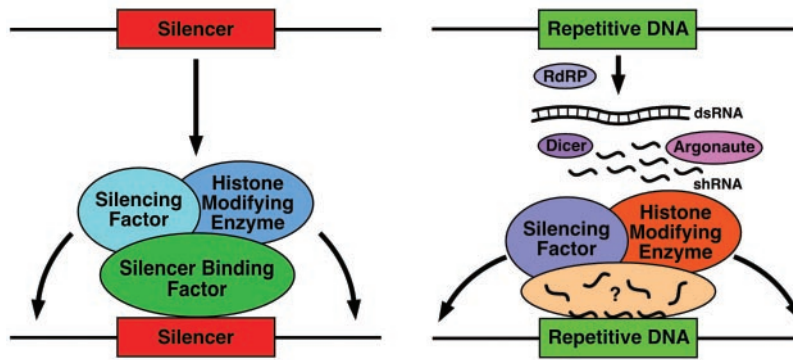 Silencer
Silencing
Factor
Histone
Modifying
Enzyme
Silencer Binding
Factor
Silencer
Repetitive DNA
RdRP
dsRNA
Dicer
Argonaute
shRNA
Silencing
Factor
Histone
Modifying
Enzyme
?
Repetitive DNA